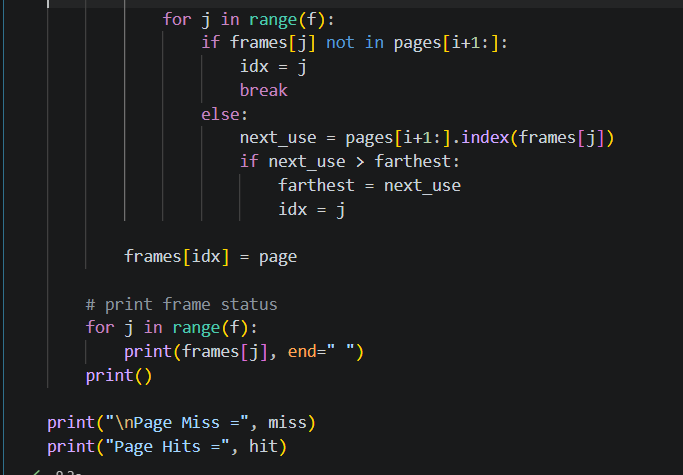 for j in range(f):
if frames[j] not in pages[i+1:]:
idx = j
break
else:
next_use = pages[i+1:].index(frames[j])
if next_use > farthest:
farthest = next_use
idx = j
frames[idx] = page
# print frame status
for j in range(f):
print(frames[j], end=" ")
print()
print("\nPage Miss =", miss)
print("Page Hits =", hit)